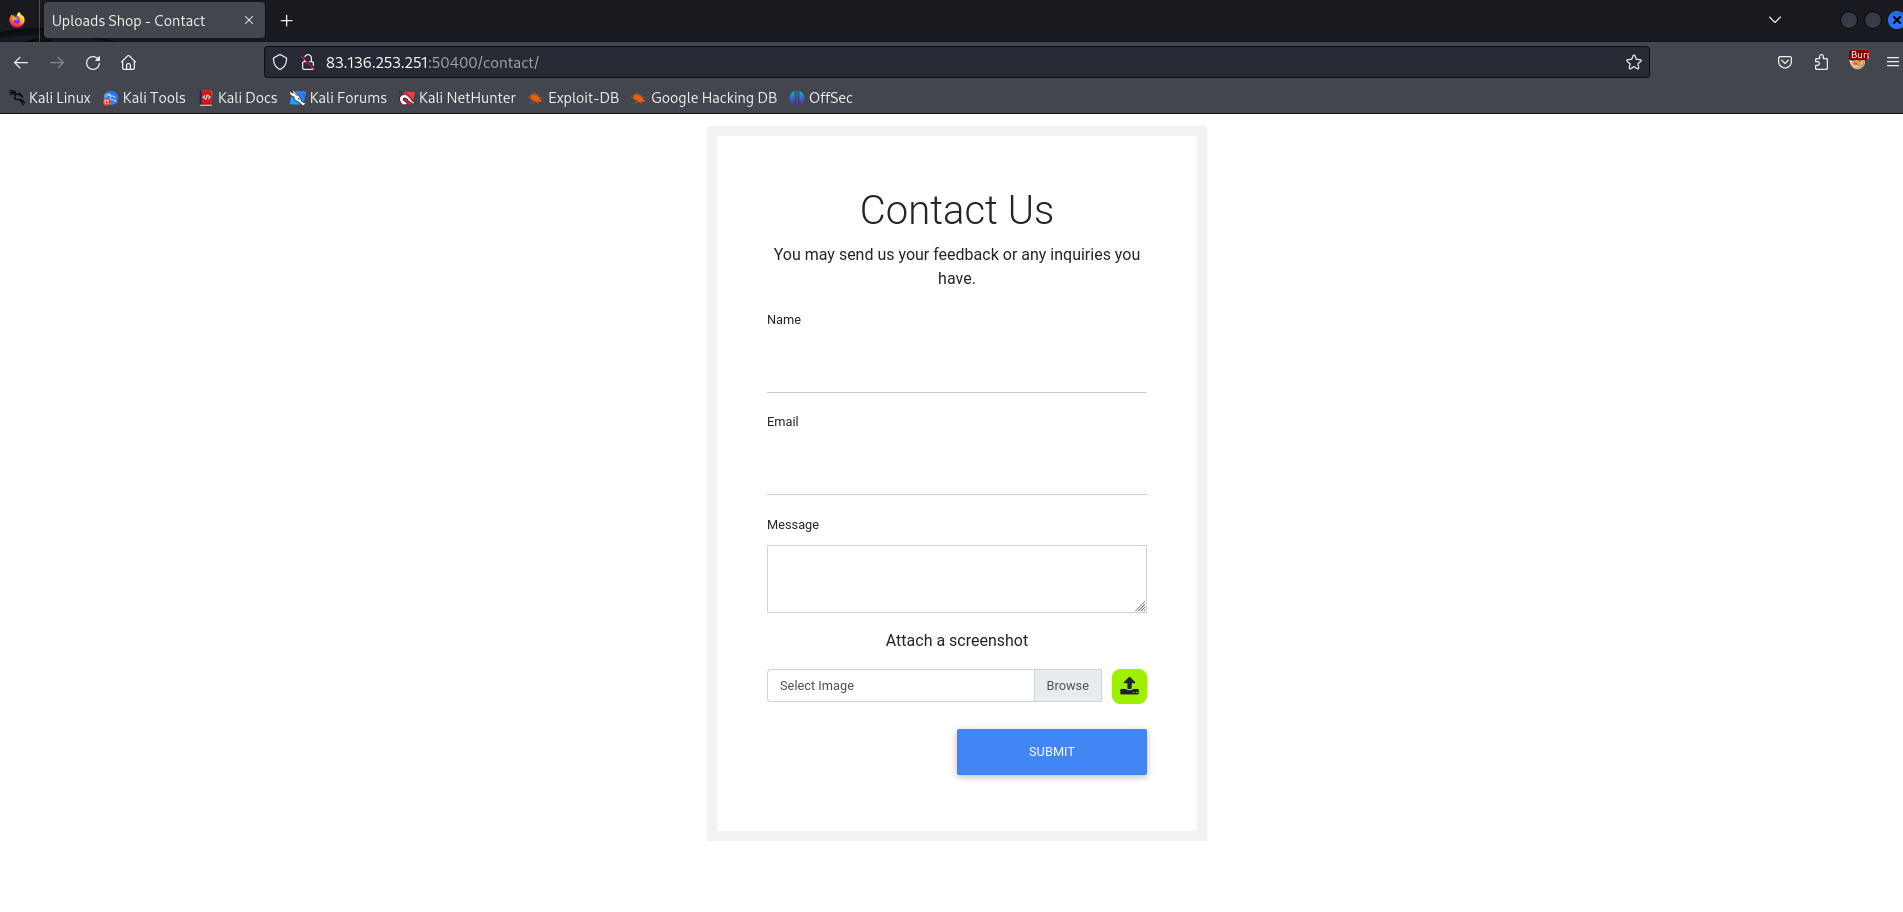 Uploads Shop - Contact
83.136.253.251:50400/contact/
Burp
Kali Linux Kali Tools Kali Docs Kali Forums Kali NetHunter Exploit-DB Google Hacking DB OffSec
Contact Us
You may send us your feedback or any inquiries you
have.
Name
Email
Message
Attach a screenshot
Select Image Browse
SUBMIT